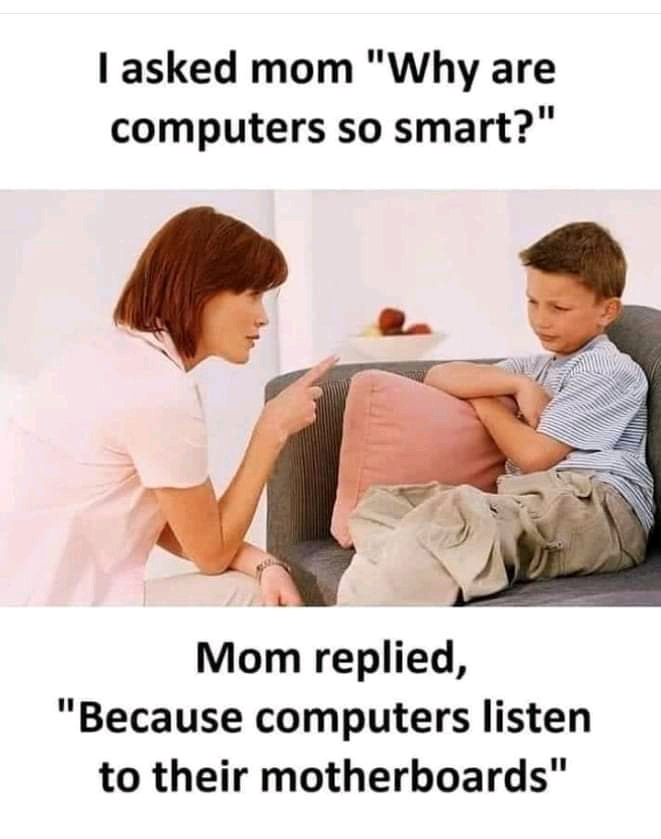 I asked mom "Why are
computers so smart?"
Mom replied,
"Because computers listen
to their motherboards"